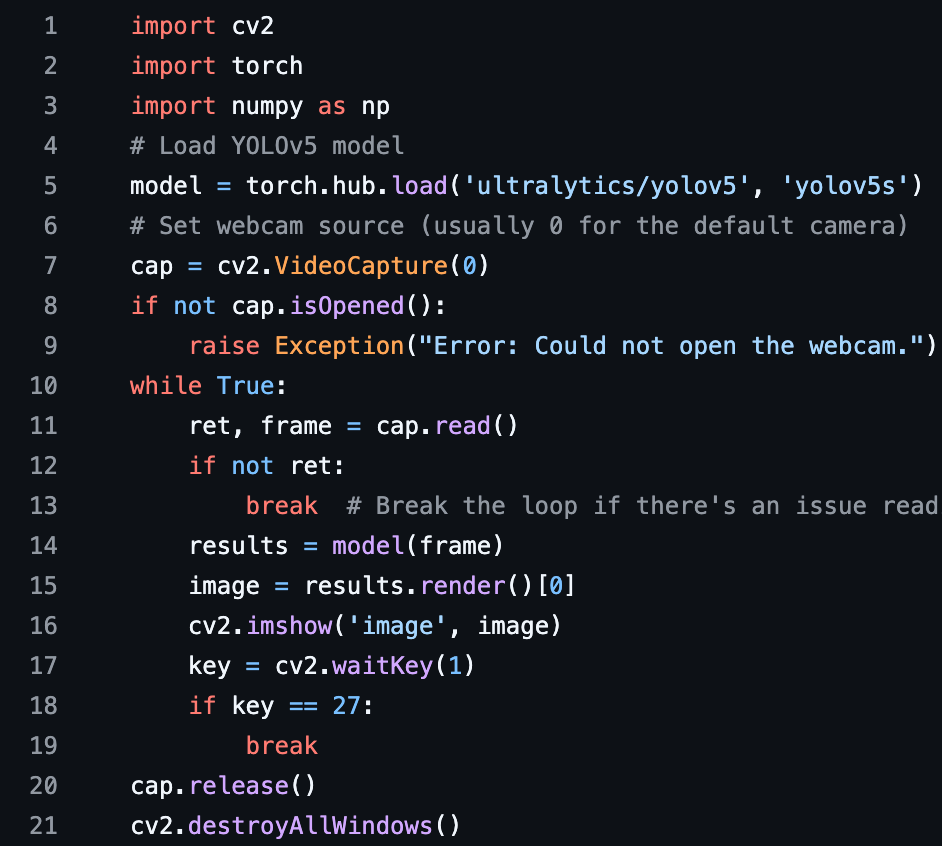 1 import cv2
2 import torch
3 import numpy as np
4 # Load YOLOv5 model
5 model = torch.hub.load('ultralytics/yolov5', 'yolov5s')
6 # Set webcam source (usually 0 for the default camera)
7 cap = cv2.VideoCapture(0)
8 if not cap.isOpened():
9     raise Exception("Error: Could not open the webcam.")
10 while True:
11     ret, frame = cap.read()
12     if not ret:
13         break  # Break the loop if there's an issue read
14     results = model(frame)
15     image = results.render()[0]
16     cv2.imshow('image', image)
17     key = cv2.waitKey(1)
18     if key == 27:
19         break
20 cap.release()
21 cv2.destroyAllWindows()